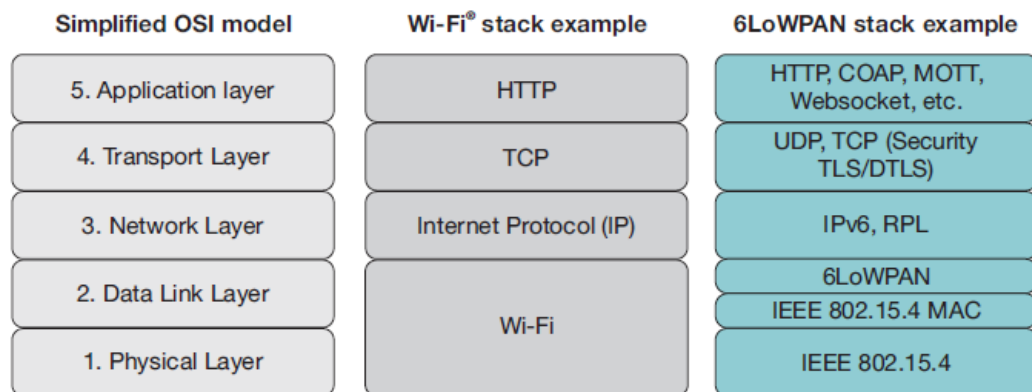 Simplified OSI model
Wi-Fi® stack example
6LoWPAN stack example
5. Application layer
HTTP
HTTP, COAP, MOTT,
Websocket, etc.
4. Transport Layer
TCP
UDP, TCP (Security
TLS/DTLS)
3. Network Layer
Internet Protocol (IP)
IPv6, RPL
2. Data Link Layer
Wi-Fi
6LoWPAN
IEEE 802.15.4 MAC
1. Physical Layer
IEEE 802.15.4